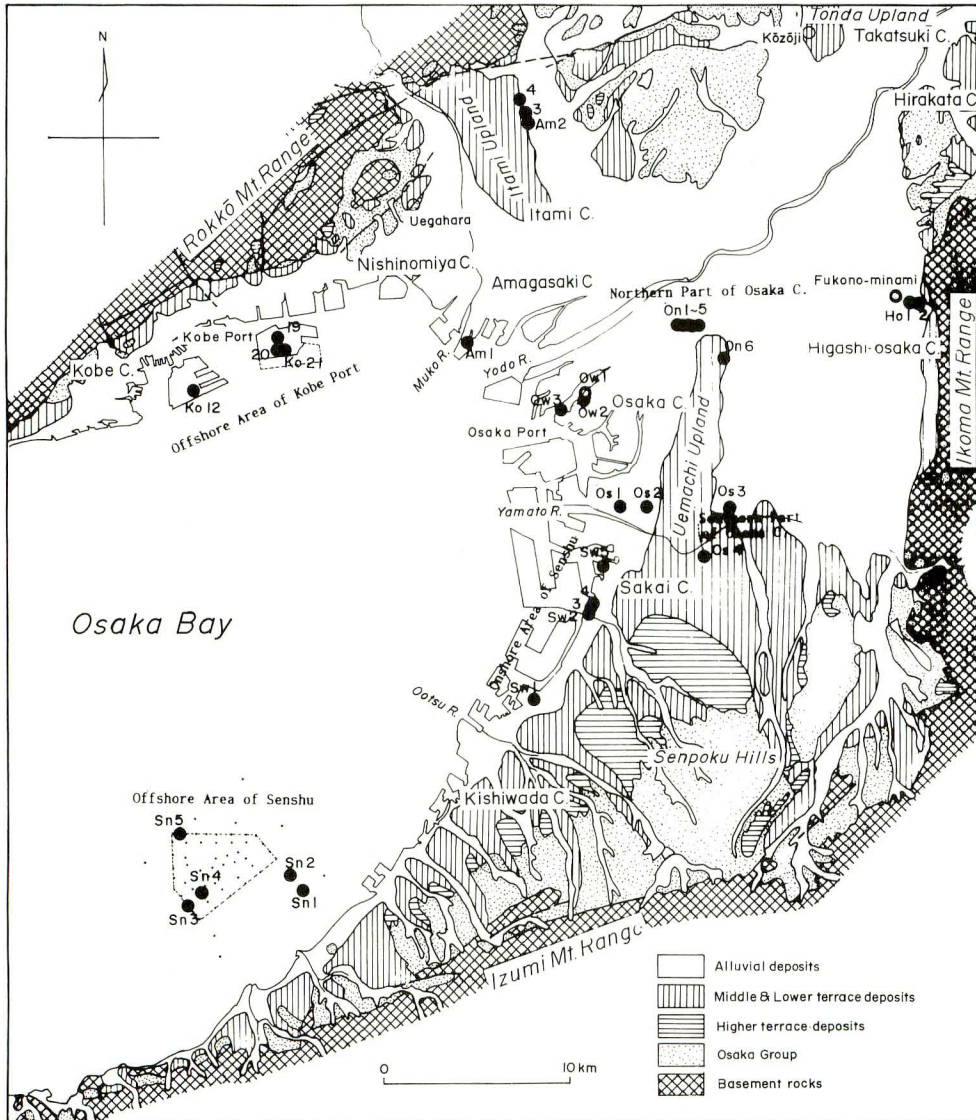 N
Tonda Upland
Kōzōji
Takatsuki C.
Hirakata C.
4
3
Am2
Itami Upland
Itami C.
Rokkō Mt. Range
Uegahara
Nishinomiya C.
Amagasaki C
Northern Part of Osaka C.
On1~5
On6
Fukono-minami
Ho1 2
Higashi-osaka C.
Ikoma Mt. Range
Kobe C.
Kobe Port
19
20
Ko 21
Ko 12
Offshore Area of Kobe Port
Muko R.
Am1
Yodo R.
Ow1
Ow3
Ow2
Osaka C.
Osaka Port
Uemachi Upland
Os1
Os2
Os3
Yamato R.
Os4
Sw5
Sakai C.
4
3
Sw2
Onshore Area of Senshu
Sw1
Osaka Bay
Ootsu R.
Senpoku Hills
Kishiwada C.
Offshore Area of Senshu
Sn5
Sn4
Sn3
Sn2
Sn1
Izumi Mt. Range
Alluvial deposits
Middle & Lower terrace deposits
Higher terrace deposits
Osaka Group
Basement rocks
0
10 km